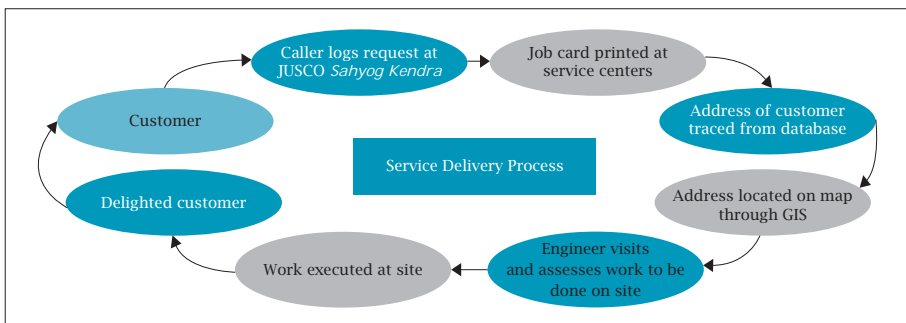 Caller logs request at
JUSCO Sahyog Kendra
Job card printed at
service centers
Customer
Address of customer
traced from database
Service Delivery Process
Delighted customer
Address located on map
through GIS
Engineer visits
and assesses work to be
done on site
Work executed at site